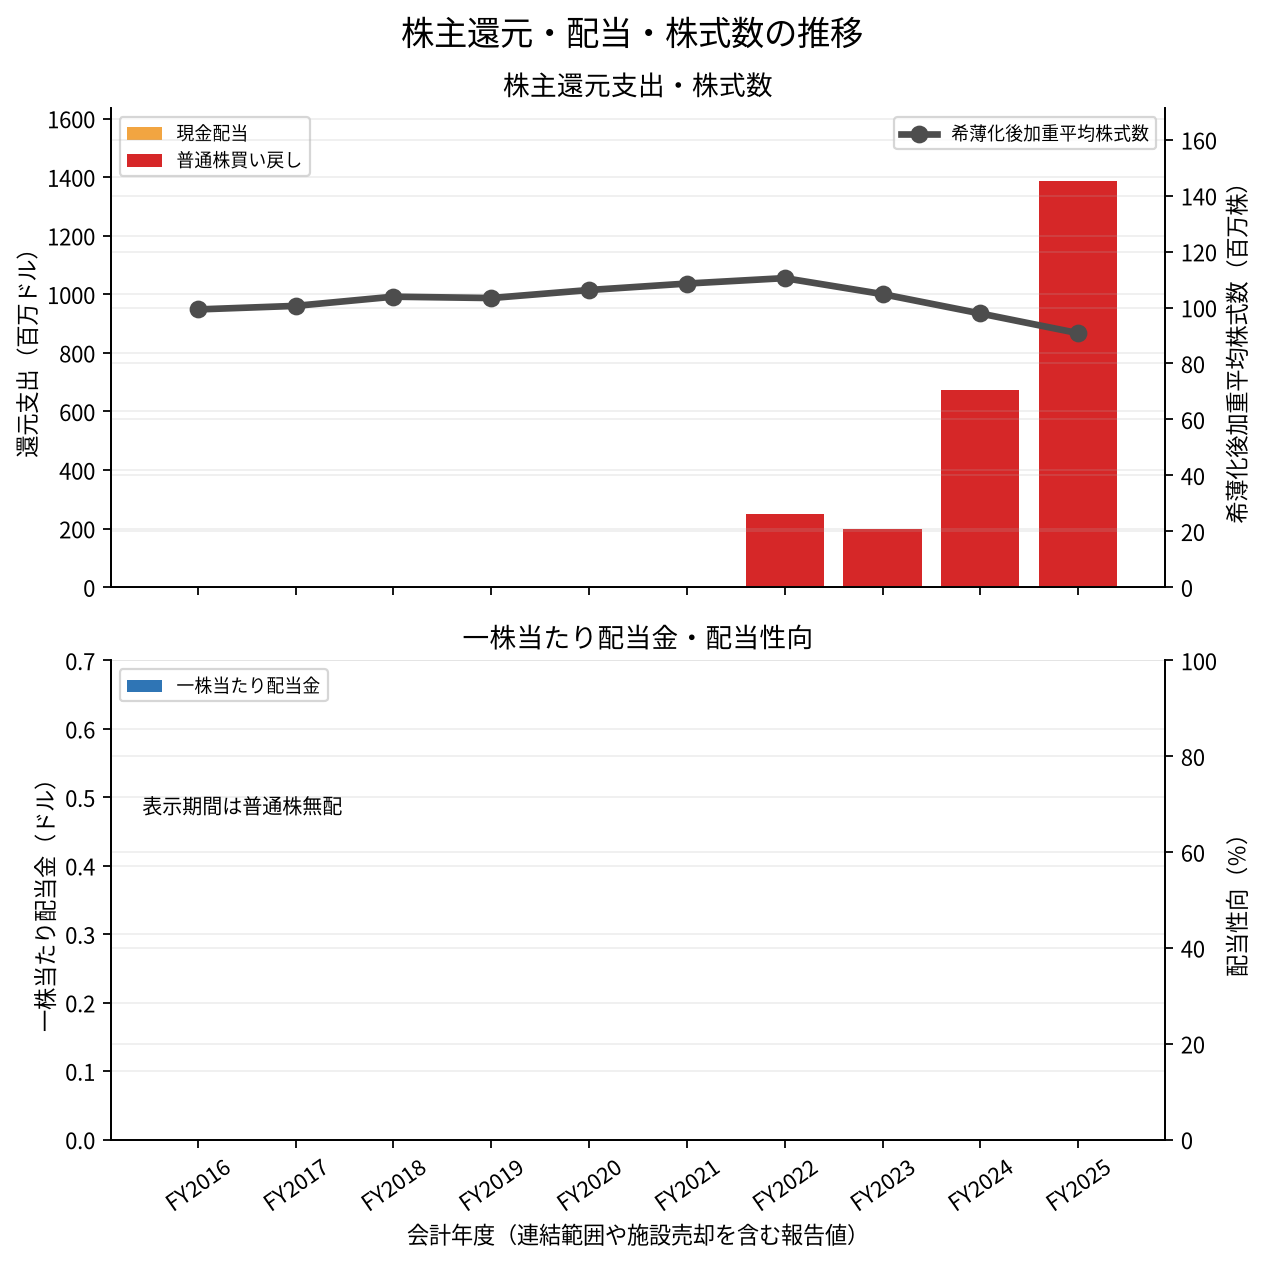 株主還元・配当・株式数の推移
株主還元支出・株式数
現金配当
普通株買い戻し
希薄化後加重平均株式数
還元支出（百万ドル）
1600
1400
1200
1000
800
600
400
200
0
160
140
120
100
80
60
40
20
0
希薄化後加重平均株式数（百万株）
一株当たり配当金・配当性向
一株当たり配当金
表示期間は普通株無配
一株当たり配当金（ドル）
0.7
0.6
0.5
0.4
0.3
0.2
0.1
0.0
100
80
60
40
20
0
配当性向（%）
FY2016 FY2017 FY2018 FY2019 FY2020 FY2021 FY2022 FY2023 FY2024 FY2025
会計年度（連結範囲や施設売却を含む報告値）